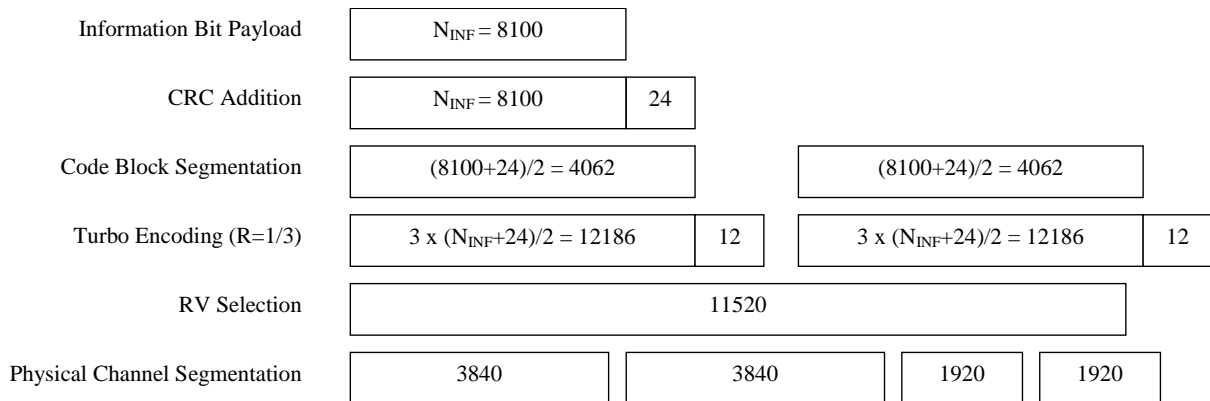 Information Bit Payload N_INF = 8100
CRC Addition N_INF = 8100 24
Code Block Segmentation (8100+24)/2 = 4062 (8100+24)/2 = 4062
Turbo Encoding (R=1/3) 3 x (N_INF+24)/2 = 12186 12 3 x (N_INF+24)/2 = 12186 12
RV Selection 11520
Physical Channel Segmentation 3840 3840 1920 1920